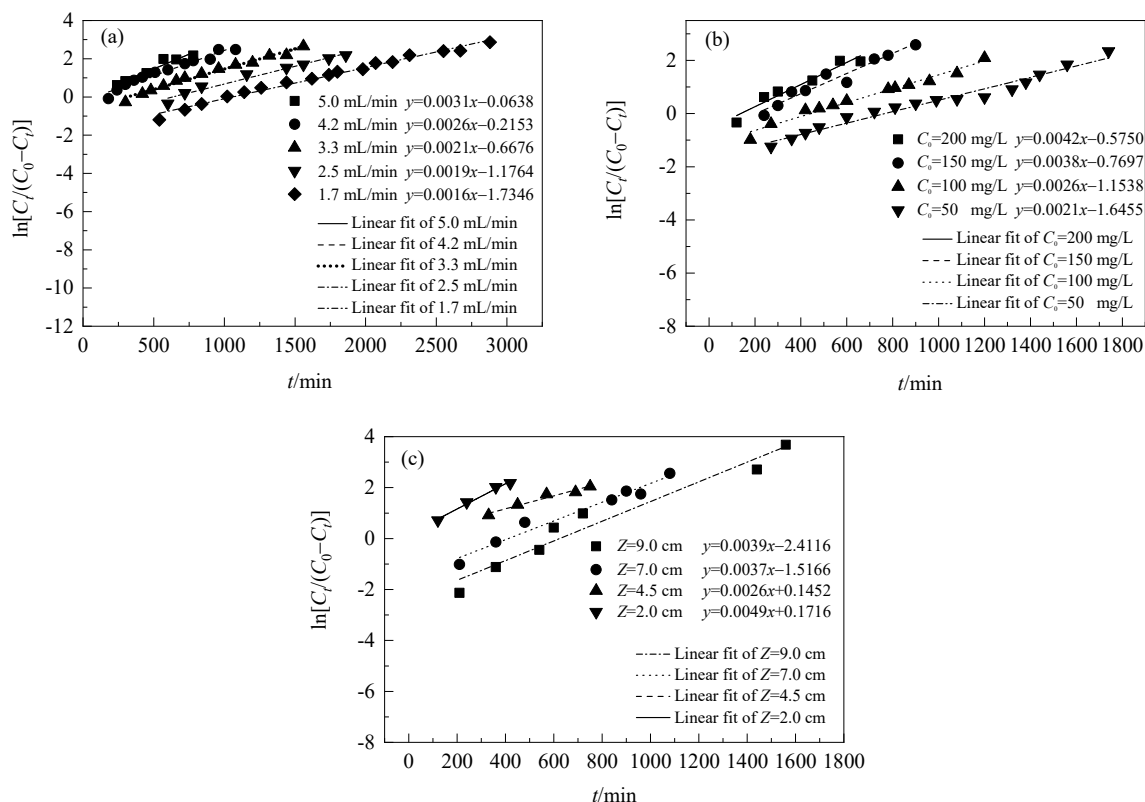 (a)
ln[Cₜ/(C₀−Cₜ)]
4
2
0
-2
-4
-6
-8
-10
-12
5.0 mL/min y=0.0031x−0.0638
4.2 mL/min y=0.0026x−0.2153
3.3 mL/min y=0.0021x−0.6676
2.5 mL/min y=0.0019x−1.1764
1.7 mL/min y=0.0016x−1.7346
Linear fit of 5.0 mL/min
Linear fit of 4.2 mL/min
Linear fit of 3.3 mL/min
Linear fit of 2.5 mL/min
Linear fit of 1.7 mL/min
0 500 1000 1500 2000 2500 3000
t/min
(b)
ln[Cₜ/(C₀−Cₜ)]
4
2
0
-2
-4
-6
-8
C₀=200 mg/L y=0.0042x−0.5750
C₀=150 mg/L y=0.0038x−0.7697
C₀=100 mg/L y=0.0026x−1.1538
C₀=50 mg/L y=0.0021x−1.6455
Linear fit of C₀=200 mg/L
Linear fit of C₀=150 mg/L
Linear fit of C₀=100 mg/L
Linear fit of C₀=50 mg/L
0 200 400 600 800 1000 1200 1400 1600 1800
t/min
(c)
ln[Cₜ/(C₀−Cₜ)]
4
2
0
-2
-4
-6
-8
Z=9.0 cm y=0.0039x−2.4116
Z=7.0 cm y=0.0037x−1.5166
Z=4.5 cm y=0.0026x+0.1452
Z=2.0 cm y=0.0049x+0.1716
Linear fit of Z=9.0 cm
Linear fit of Z=7.0 cm
Linear fit of Z=4.5 cm
Linear fit of Z=2.0 cm
200 400 600 800 1000 1200 1400 1600 1800
t/min